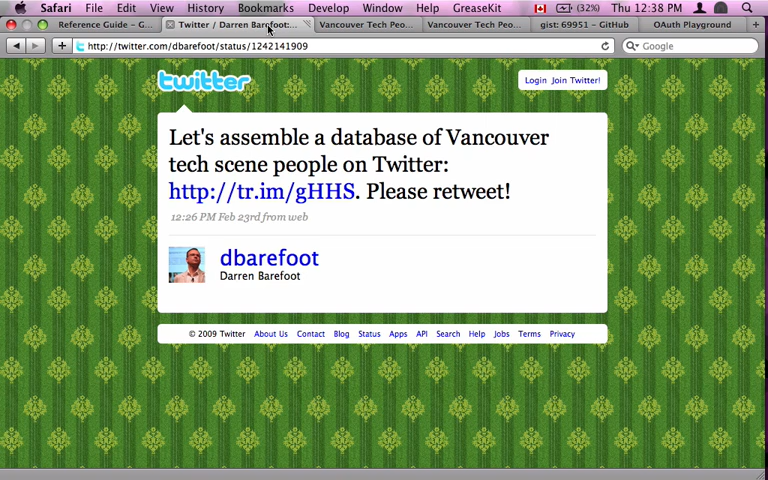 Safari File Edit View History Bookmarks Develop Window Help GreaseKit (32%) Thu 12:38 PM
Reference Guide – G... Twitter / Darren Barefoot:... Vancouver Tech Peo... Vancouver Tech Peo... gist: 69951 — GitHub OAuth Playground
http://twitter.com/dbarefoot/status/1242141909 Google
twitter
Login Join Twitter!
Let's assemble a database of Vancouver
tech scene people on Twitter:
http://tr.im/gHHS. Please retweet!
12:26 PM Feb 23rd from web
dbarefoot
Darren Barefoot
© 2009 Twitter About Us Contact Blog Status Apps API Search Help Jobs Terms Privacy